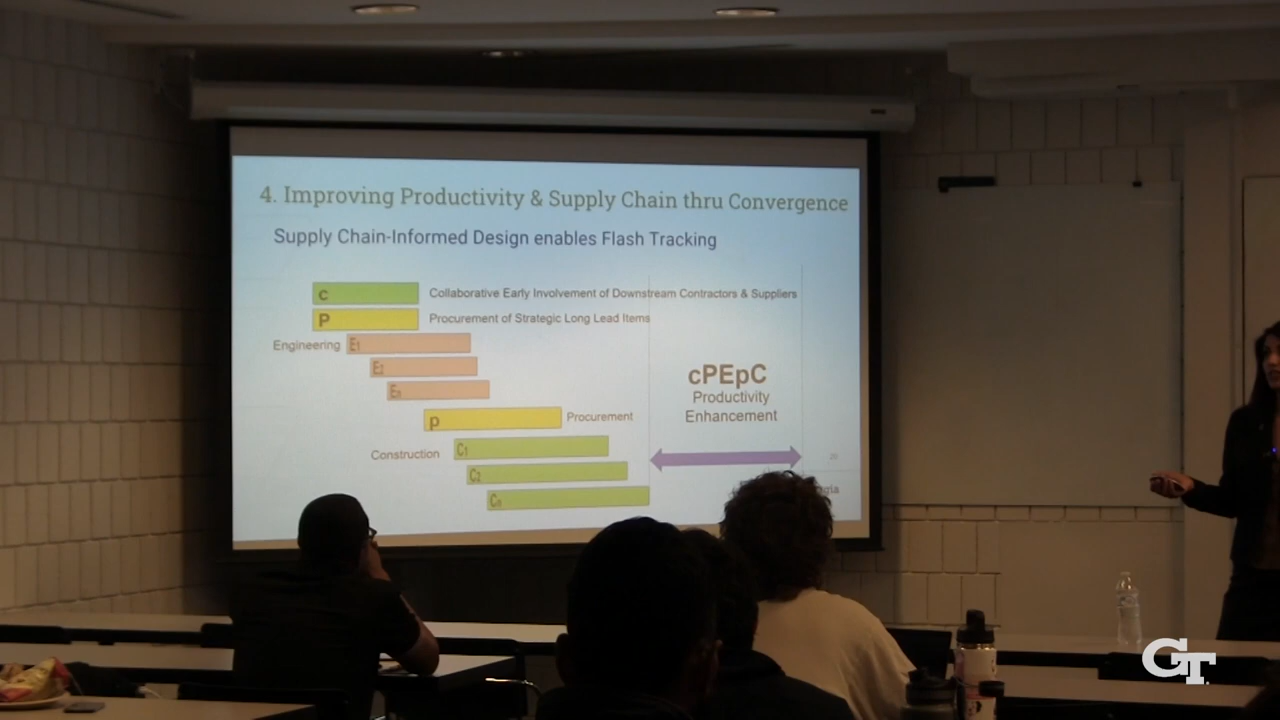 4. Improving Productivity & Supply Chain thru Convergence
Supply Chain-Informed Design enables Flash Tracking
c
Collaborative Early Involvement of Downstream Contractors & Suppliers
P
Procurement of Strategic Long Lead Items
Engineering
E1
E2
En
p
Procurement
Construction
C1
C2
Cn
cPEpC
Productivity
Enhancement
GT